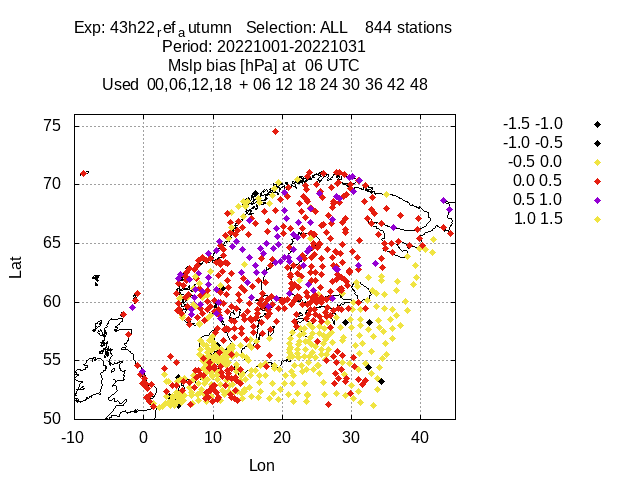 Exp: 43h22refautumn Selection: ALL 844 stations
Period: 20221001-20221031
Mslp bias [hPa] at 06 UTC
Used 00,06,12,18 + 06 12 18 24 30 36 42 48
-1.5 -1.0
-1.0 -0.5
-0.5 0.0
0.0 0.5
0.5 1.0
1.0 1.5
75
70
65
60
55
50
Lat
-10 0 10 20 30 40
Lon